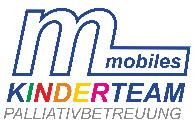 m mobiles
KINDERTEAM
PALLIATIVBETREUUNG